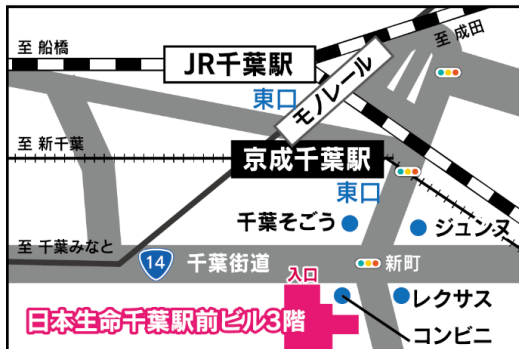 至 船橋
至 成田
JR千葉駅
モノレール
東口
至 新千葉
京成千葉駅
東口
千葉そごう
ジュンヌ
至 千葉みなと
14
千葉街道
新町
入口
日本生命千葉駅前ビル3階
レクサス
コンビニ